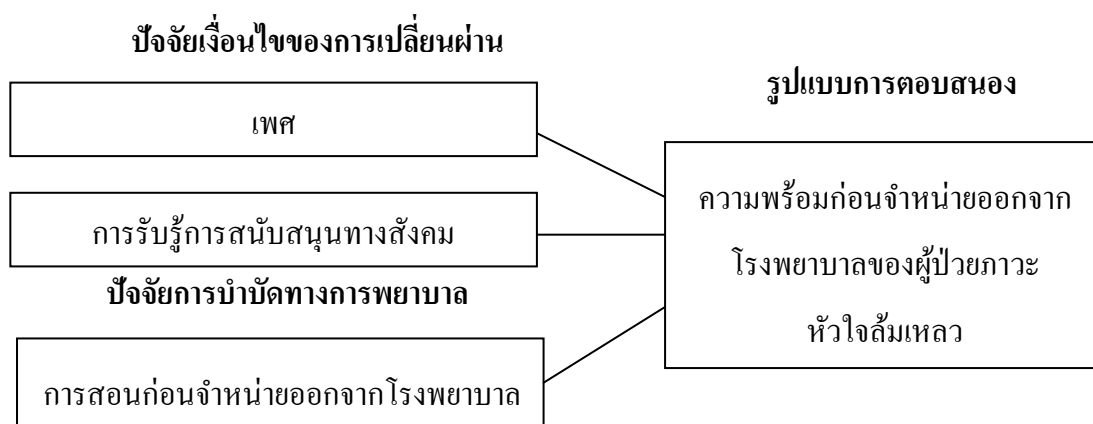 ปัจจัยเงื่อนไขของการเปลี่ยนผ่าน
เพศ
การรับรู้การสนับสนุนทางสังคม
ปัจจัยการบำบัดทางการพยาบาล
การสอนก่อนจำหน่ายออกจากโรงพยาบาล
รูปแบบการตอบสนอง
ความพร้อมก่อนจำหน่ายออกจาก
โรงพยาบาลของผู้ป่วยภาวะ
หัวใจล้มเหลว